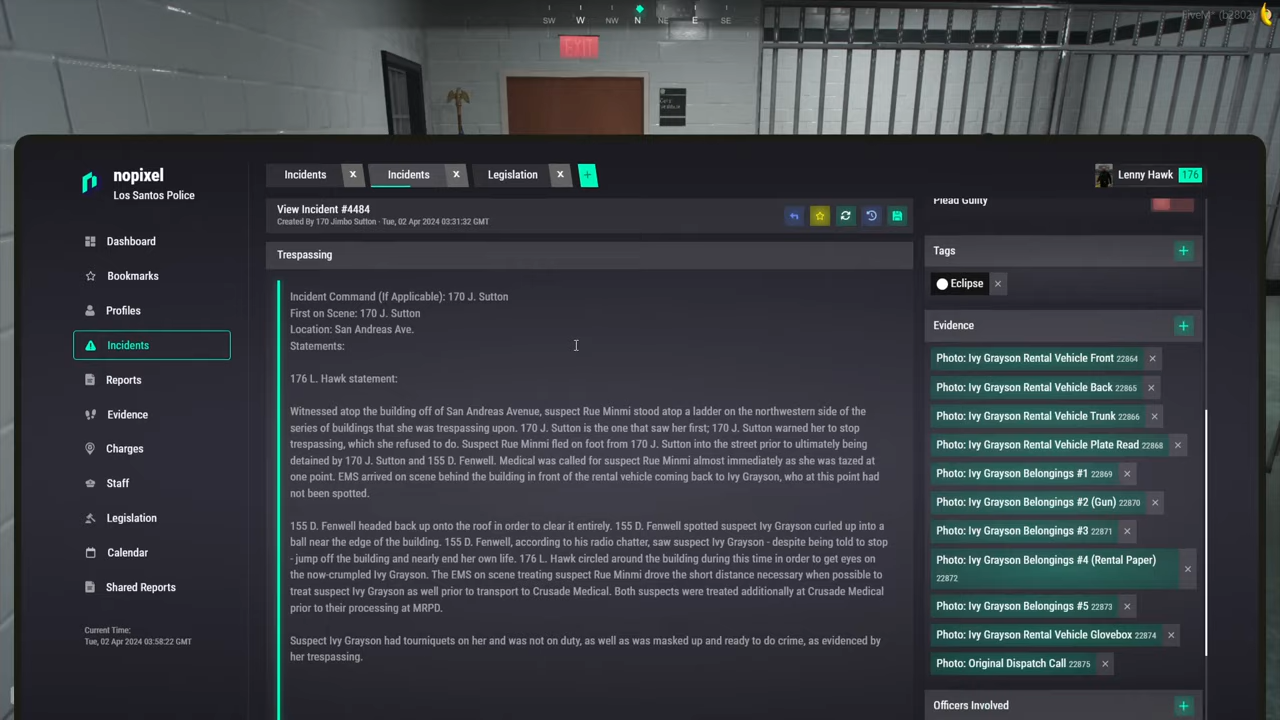 SW W NW N NE E SE
FiveM® (b2802)
EXIT
nopixel
Los Santos Police
Incidents
Incidents
Legislation
Lenny Hawk 176
View Incident #4484
Created By 170 Jimbo Sutton - Tue, 02 Apr 2024 03:31:32 GMT
Dashboard
Bookmarks
Profiles
Incidents
Reports
Evidence
Charges
Staff
Legislation
Calendar
Shared Reports
Current Time:
Tue, 02 Apr 2024 03:58:22 GMT
Trespassing
Incident Command (If Applicable): 170 J. Sutton
First on Scene: 170 J. Sutton
Location: San Andreas Ave.
Statements:
176 L. Hawk statement:
Witnessed atop the building off of San Andreas Avenue, suspect Rue Minmi stood atop a ladder on the northwestern side of the
series of buildings that she was trespassing upon. 170 J. Sutton is the one that saw her first; 170 J. Sutton warned her to stop
trespassing, which she refused to do. Suspect Rue Minmi fled on foot from 170 J. Sutton into the street prior to ultimately being
detained by 170 J. Sutton and 155 D. Fenwell. Medical was called for suspect Rue Minmi almost immediately as she was tazed at
one point. EMS arrived on scene behind the building in front of the rental vehicle coming back to Ivy Grayson, who at this point had
not been spotted.
155 D. Fenwell headed back up onto the roof in order to clear it entirely. 155 D. Fenwell spotted suspect Ivy Grayson curled up into a
ball near the edge of the building. 155 D. Fenwell, according to his radio chatter, saw suspect Ivy Grayson - despite being told to stop
- jump off the building and nearly end her own life. 176 L. Hawk circled around the building during this time in order to get eyes on
the now-crumpled Ivy Grayson. The EMS on scene treating suspect Rue Minmi drove the short distance necessary when possible to
treat suspect Ivy Grayson as well prior to transport to Crusade Medical. Both suspects were treated additionally at Crusade Medical
prior to their processing at MRPD.
Suspect Ivy Grayson had tourniquets on her and was not on duty, as well as was masked up and ready to do crime, as evidenced by
her trespassing.
Plead Guilty
Tags
Eclipse
Evidence
Photo: Ivy Grayson Rental Vehicle Front 22864
Photo: Ivy Grayson Rental Vehicle Back 22865
Photo: Ivy Grayson Rental Vehicle Trunk 22866
Photo: Ivy Grayson Rental Vehicle Plate Read 22868
Photo: Ivy Grayson Belongings #1 22869
Photo: Ivy Grayson Belongings #2 (Gun) 22870
Photo: Ivy Grayson Belongings #3 22871
Photo: Ivy Grayson Belongings #4 (Rental Paper)
22872
Photo: Ivy Grayson Belongings #5 22873
Photo: Ivy Grayson Rental Vehicle Glovebox 22874
Photo: Original Dispatch Call 22875
Officers Involved